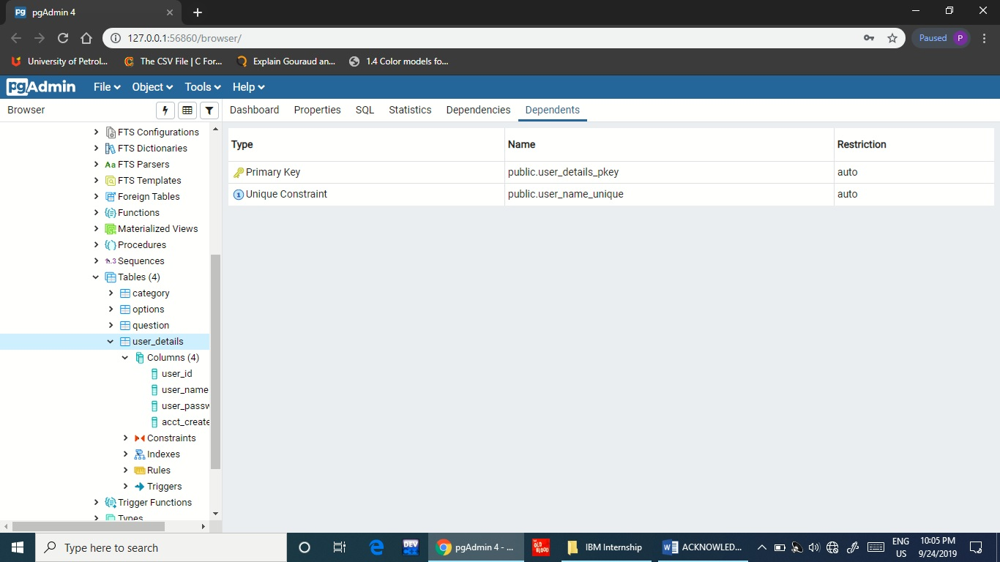 pgAdmin 4
127.0.0.1:56860/browser/
Paused P
University of Petrol...
The CSV File | C For...
Explain Gouraud an...
1.4 Color models fo...
pgAdmin File Object Tools Help
Browser
Dashboard Properties SQL Statistics Dependencies Dependents
FTS Configurations
FTS Dictionaries
Aa FTS Parsers
FTS Templates
Foreign Tables
Functions
Materialized Views
Procedures
Sequences
Tables (4)
category
options
question
user_details
Columns (4)
user_id
user_name
user_passw
acct_create
Constraints
Indexes
Rules
Triggers
Trigger Functions
Types
Type Name Restriction
Primary Key public.user_details_pkey auto
1 Unique Constraint public.user_name_unique auto
Type here to search
DEV
pgAdmin 4 - ...
OLD BLOOD
IBM Internship
ACKNOWLED...
ENG
US
10:05 PM
9/24/2019